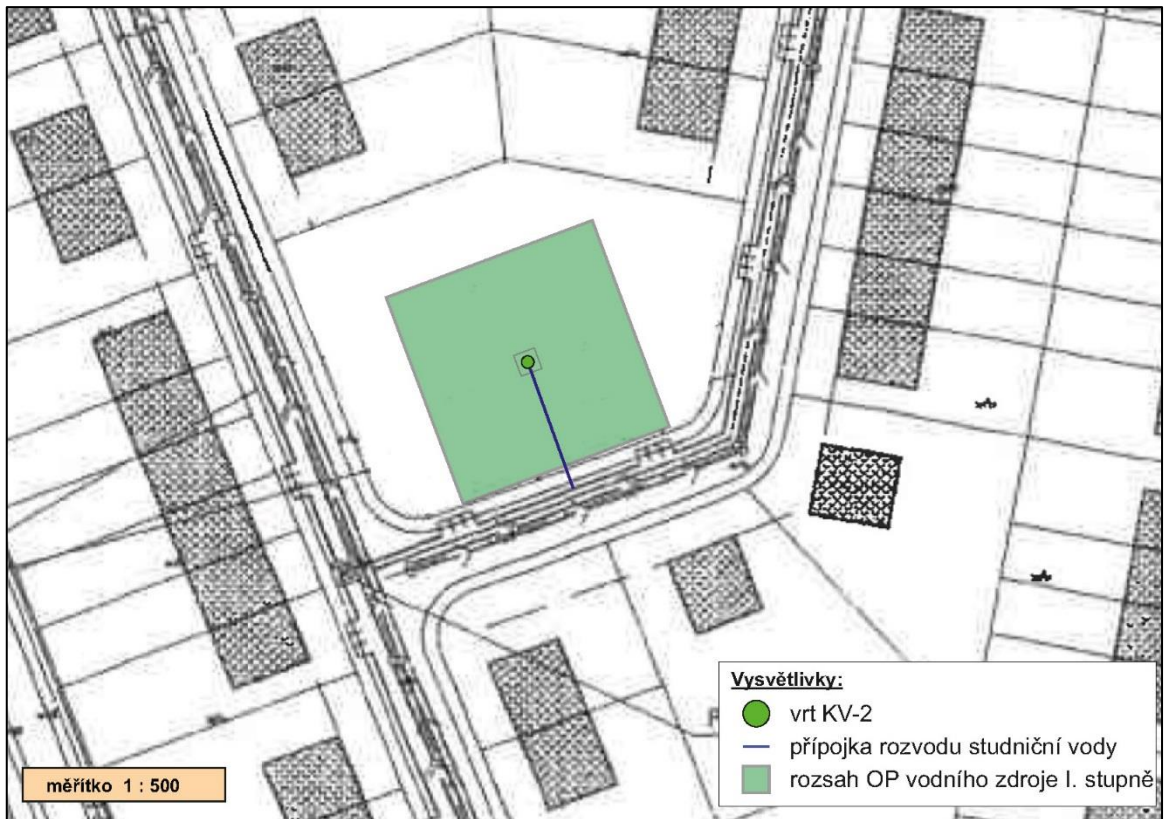 Vysvětlivky:
vrt KV-2
přípojka rozvodu studniční vody
rozsah OP vodního zdroje I. stupně
měřítko 1 : 500